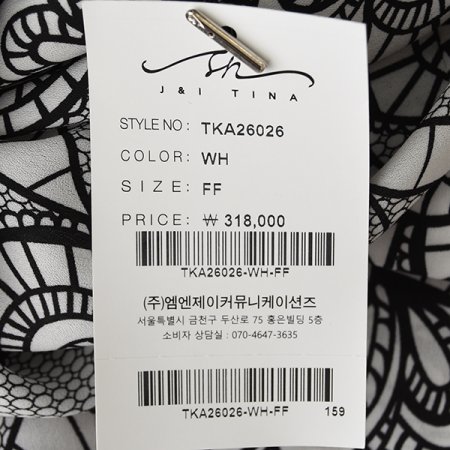 J & I TINA
STYLE NO : TKA26026
COLOR: WH
SIZE: FF
PRICE: ₩ 318,000
TKA26026-WH-FF
(주)엠엔제이커뮤니케이션즈
서울특별시 금천구 두산로 75 홍은빌딩 5층
소비자 상담실 : 070-4647-3635
TKA26026-WH-FF 159